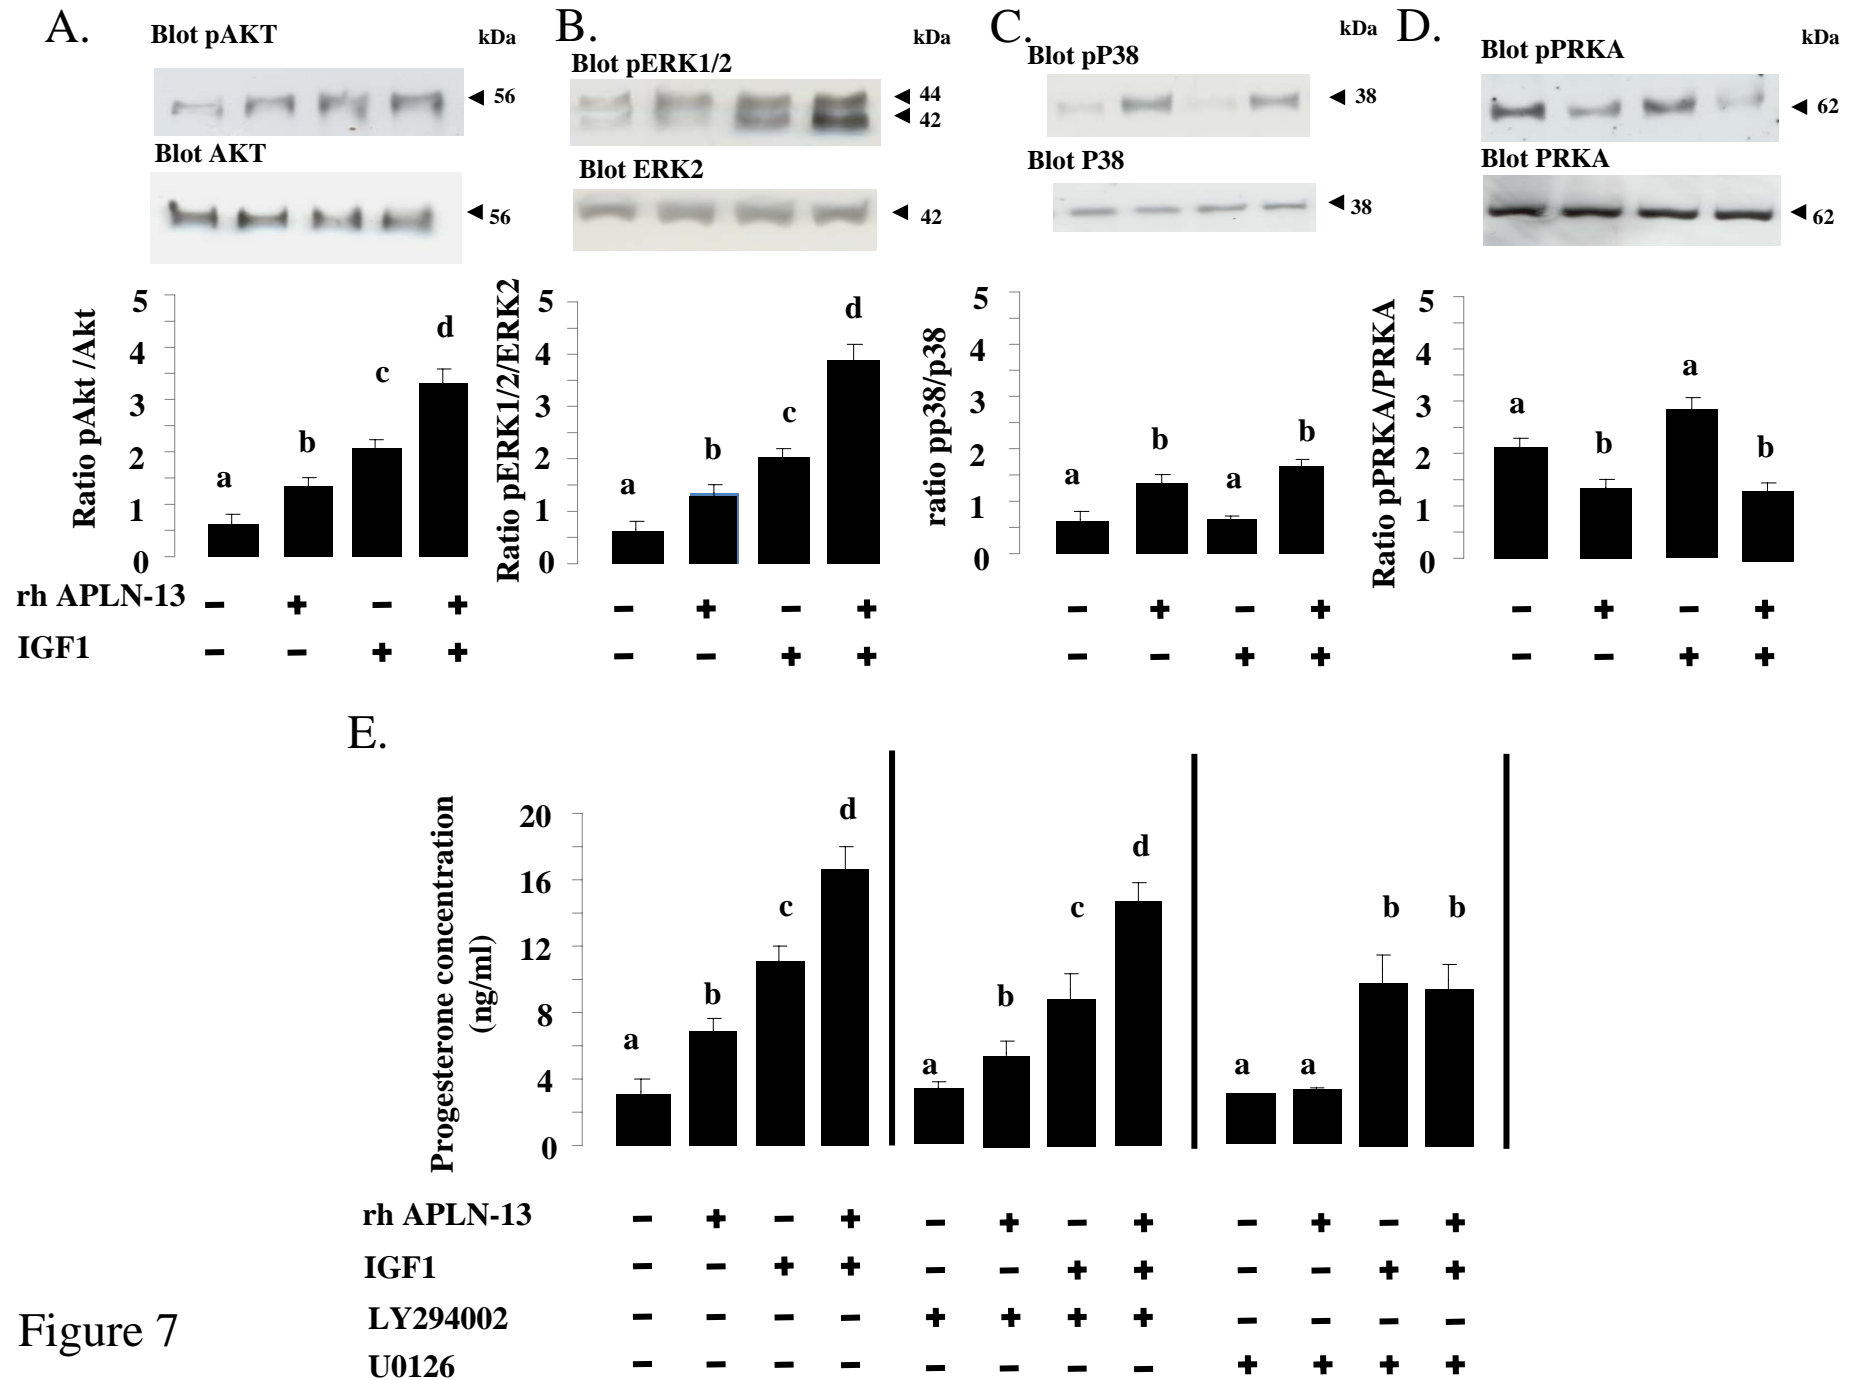 A.
Blot pAKT
kDa
56
Blot AKT
56
Ratio pAkt /Akt
5
4
3
2
1
0
a
b
c
d
B.
Blot pERK1/2
kDa
44
42
Blot ERK2
42
Ratio pERK1/2/ERK2
5
4
3
2
1
0
a
b
c
d
C.
Blot pP38
kDa
38
Blot P38
38
ratio pp38/p38
5
4
3
2
1
0
a
b
a
b
D.
Blot pPRKA
kDa
62
Blot PRKA
62
Ratio pPRKA/PRKA
5
4
3
2
1
0
a
b
a
b
rh APLN-13 − + − + − + − + − + − + − + − +
IGF1 − − + + − − + + − − + + − − + +
E.
Progesterone concentration
(ng/ml)
20
16
12
8
4
0
a b c d a b c d a a b b
rh APLN-13 − + − + − + − + − + − +
IGF1 − − + + − − + + − − + +
LY294002 − − − − + + + + − − − −
U0126 − − − − − − − − + + + +
Figure 7